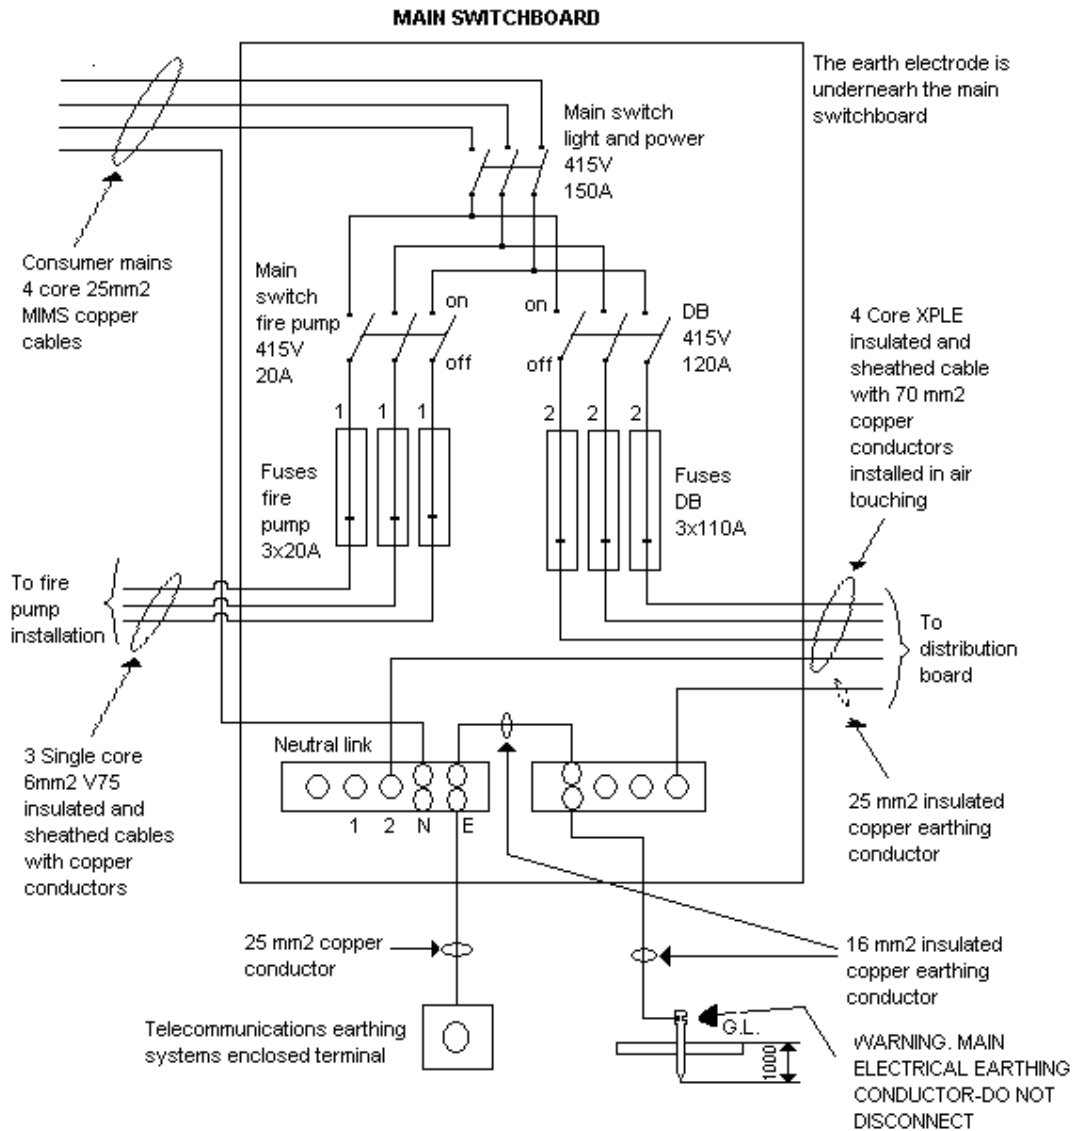 MAIN SWITCHBOARD
The earth electrode is
undernearh the main
switchboard
Main switch
light and power
415V
150A
Consumer mains
4 core 25mm2
MIMS copper
cables
Main
switch
fire pump
415V
20A
on
off
on
off
DB
415V
120A
4 Core XPLE
insulated and
sheathed cable
with 70 mm2
copper
conductors
installed in air
touching
1 1 1
2 2 2
Fuses
fire
pump
3x20A
Fuses
DB
3x110A
To fire
pump
installation
To
distribution
board
3 Single core
6mm2 V75
insulated and
sheathed cables
with copper
conductors
Neutral link
1 2 N E
25 mm2 insulated
copper earthing
conductor
25 mm2 copper
conductor
16 mm2 insulated
copper earthing
conductor
Telecommunications earthing
systems enclosed terminal
G.L.
1000
WARNING. MAIN
ELECTRICAL EARTHING
CONDUCTOR-DO NOT
DISCONNECT